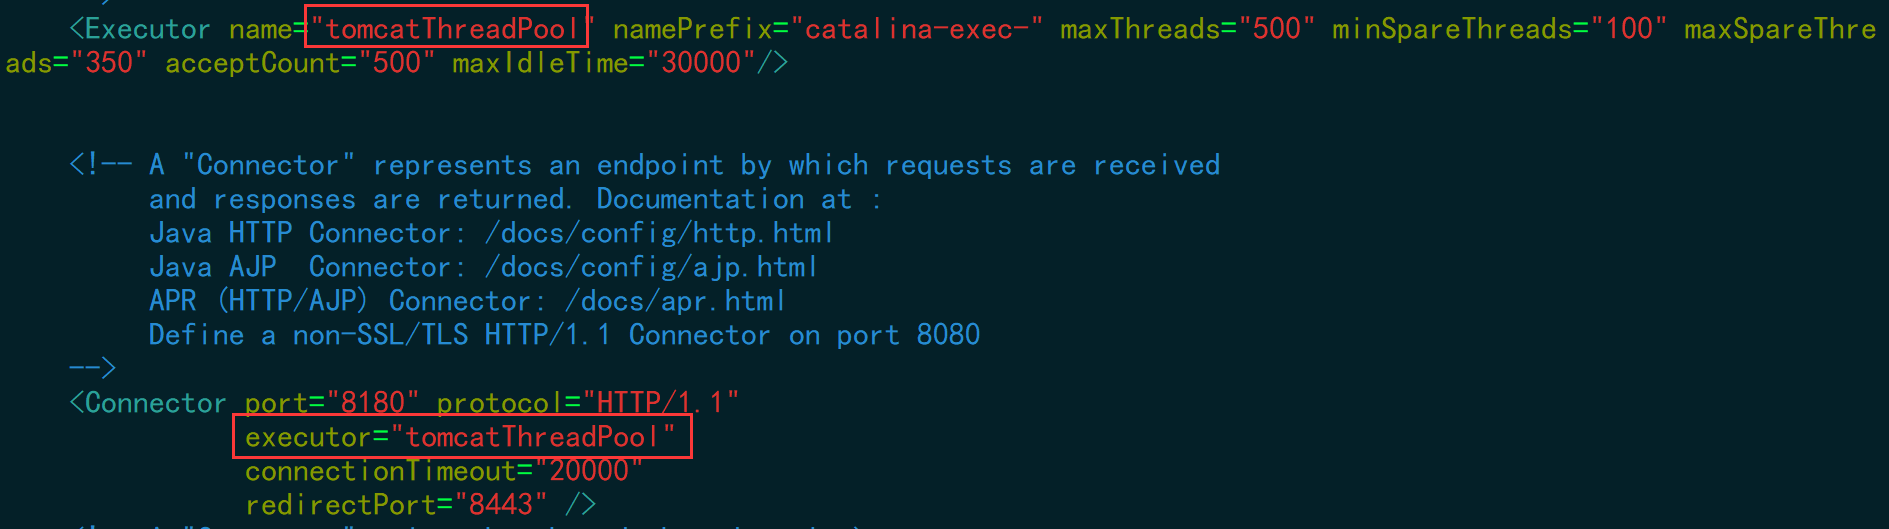 <Executor name="tomcatThreadPool" namePrefix="catalina-exec-" maxThreads="500" minSpareThreads="100" maxSpareThre
ads="350" acceptCount="500" maxIdleTime="30000"/>
<!-- A "Connector" represents an endpoint by which requests are received
and responses are returned. Documentation at :
Java HTTP Connector: /docs/config/http.html
Java AJP  Connector: /docs/config/ajp.html
APR (HTTP/AJP) Connector: /docs/apr.html
Define a non-SSL/TLS HTTP/1.1 Connector on port 8080
-->
<Connector port="8180" protocol="HTTP/1.1"
executor="tomcatThreadPool"
connectionTimeout="20000"
redirectPort="8443" />